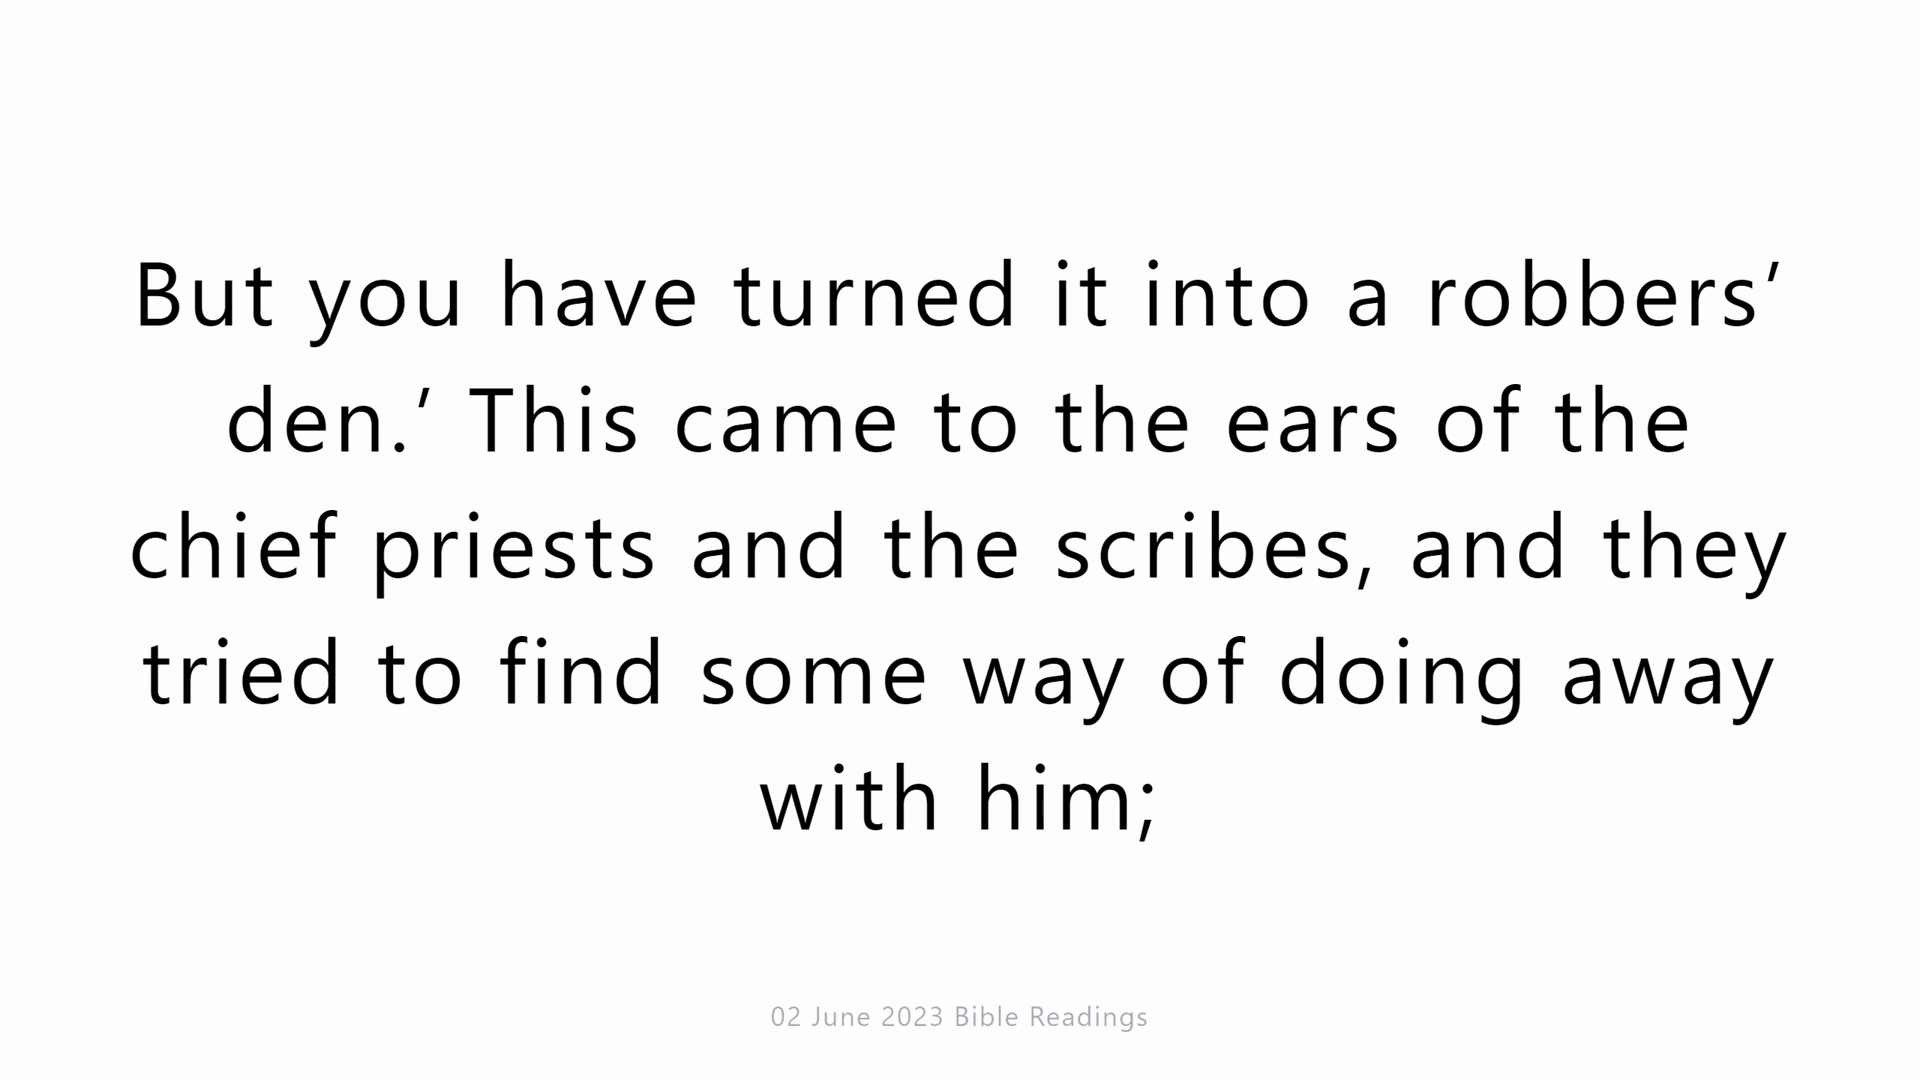 But you have turned it into a robbers’
den.’ This came to the ears of the
chief priests and the scribes, and they
tried to find some way of doing away
with him;
02 June 2023 Bible Readings